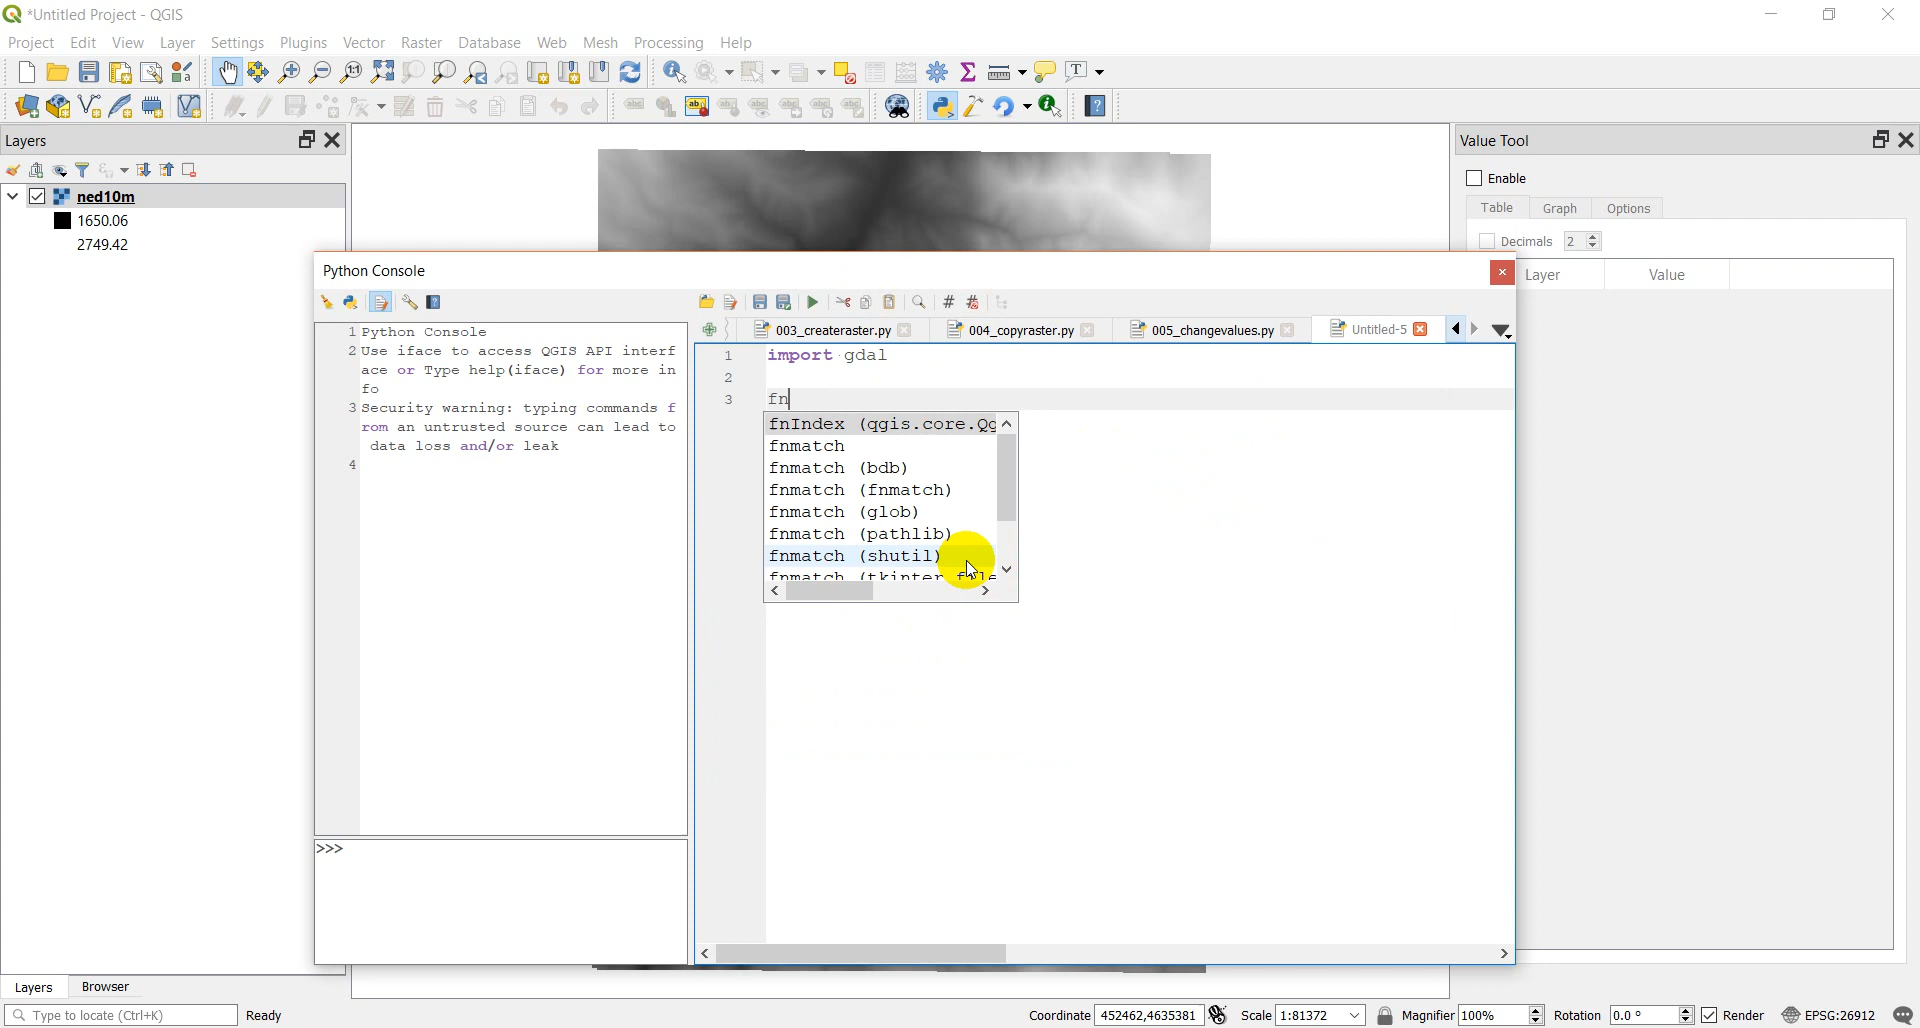 *Untitled Project - QGIS
Project Edit View Layer Settings Plugins Vector Raster Database Web Mesh Processing Help
Layers
ned10m
1650.06
2749.42
Value Tool
Enable
Table Graph Options
Decimals 2
Layer Value
Python Console
003_createraster.py 004_copyraster.py 005_changevalues.py Untitled-5
1 Python Console
2 Use iface to access QGIS API interf
ace or Type help(iface) for more in
fo
3 Security warning: typing commands f
rom an untrusted source can lead to
data loss and/or leak
4
>>>
1 import gdal
2
3 fn
fnIndex (qgis.core.Qg
fnmatch
fnmatch (bdb)
fnmatch (fnmatch)
fnmatch (glob)
fnmatch (pathlib)
fnmatch (shutil)
fnmatch (tkinter.file
Layers Browser
Type to locate (Ctrl+K) Ready Coordinate 452462,4635381 Scale 1:81372 Magnifier 100% Rotation 0.0 ° Render EPSG:26912